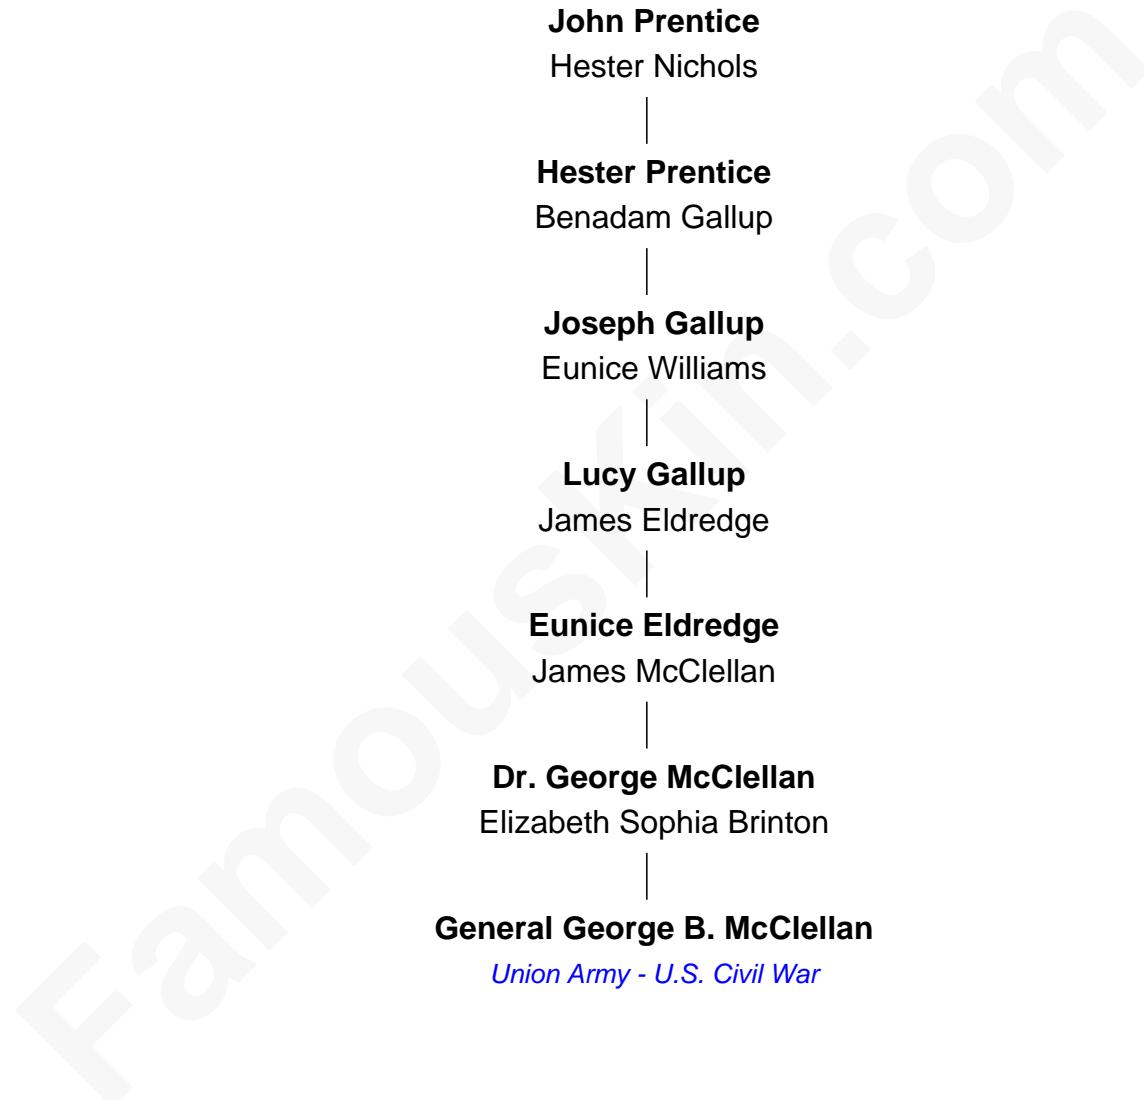 John Prentice
Hester Nichols
Hester Prentice
Benadam Gallup
Joseph Gallup
Eunice Williams
Lucy Gallup
James Eldredge
Eunice Eldredge
James McClellan
Dr. George McClellan
Elizabeth Sophia Brinton
General George B. McClellan
Union Army - U.S. Civil War
FamousKin.com